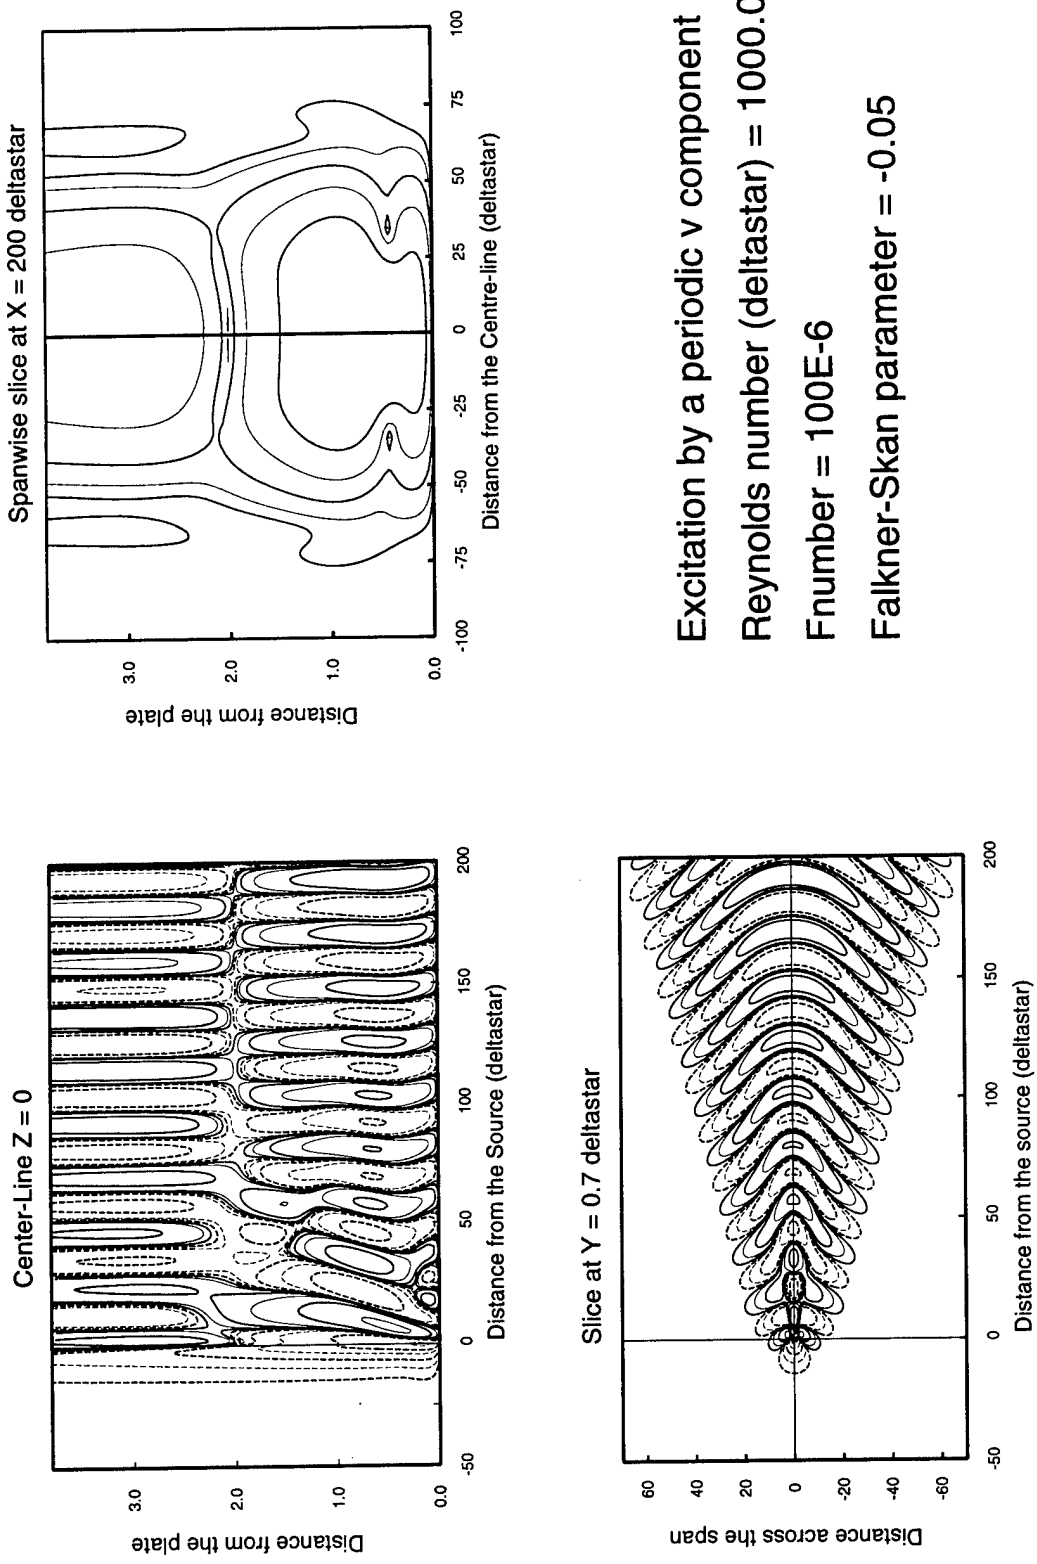 Center-Line Z = 0
Distance from the plate
3.0
2.0
1.0
0.0
-50
0
50
100
150
200
Distance from the Source (deltastar)
Spanwise slice at X = 200 deltastar
Distance from the plate
3.0
2.0
1.0
0.0
-100
-75
-50
-25
0
25
50
75
100
Distance from the Centre-line (deltastar)
Slice at Y = 0.7 deltastar
Distance across the span
60
40
20
0
-20
-40
-60
-50
0
50
100
150
200
Distance from the source (deltastar)
Excitation by a periodic v component
Reynolds number (deltastar) = 1000.0
Fnumber = 100E-6
Falkner-Skan parameter = -0.05